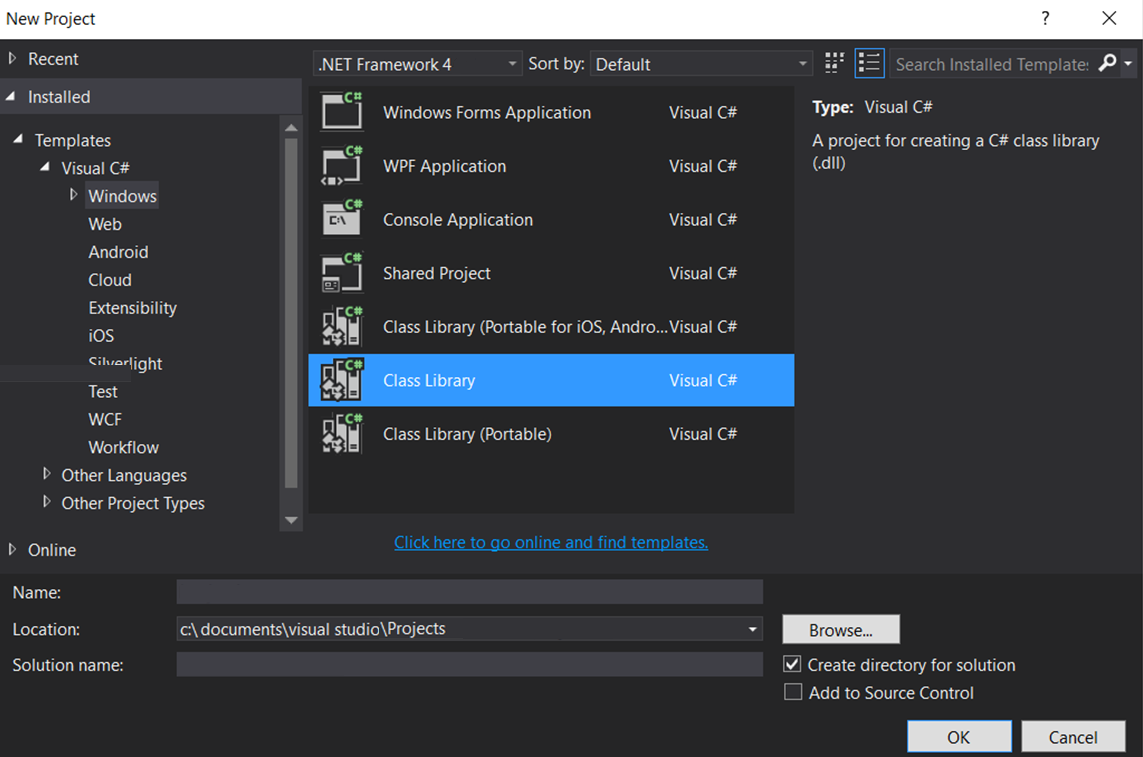 New Project
?
Recent
.NET Framework 4
Sort by:
Default
Search Installed Templates
Installed
Templates
Visual C#
Windows
Web
Android
Cloud
Extensibility
iOS
Silverlight
Test
WCF
Workflow
Other Languages
Other Project Types
Online
C# Windows Forms Application Visual C#
C# WPF Application Visual C#
C# C:\ Console Application Visual C#
C# Shared Project Visual C#
C# Class Library (Portable for iOS, Andro... Visual C#
C# Class Library Visual C#
C# Class Library (Portable) Visual C#
Click here to go online and find templates.
Type: Visual C#
A project for creating a C# class library
(.dll)
Name:
Location: c:\ documents\visual studio\Projects
Browse...
Solution name:
Create directory for solution
Add to Source Control
OK
Cancel